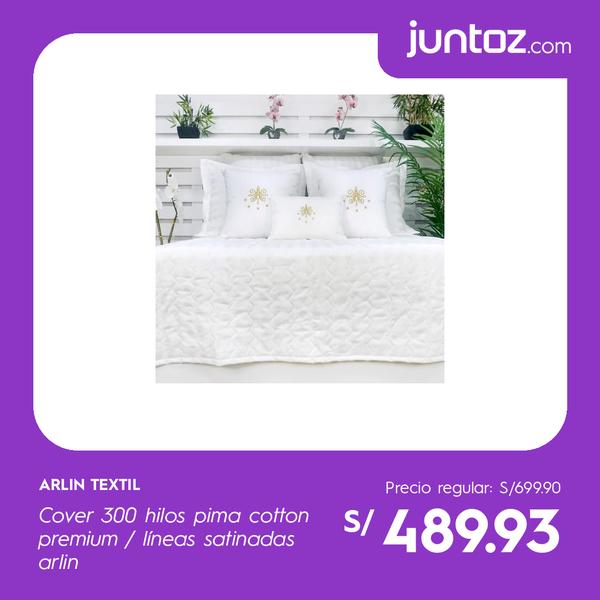 juntoz.com
ARLIN TEXTIL
Cover 300 hilos pima cotton
premium / líneas satinadas
arlin
Precio regular: S/699.90
S/ 489.93